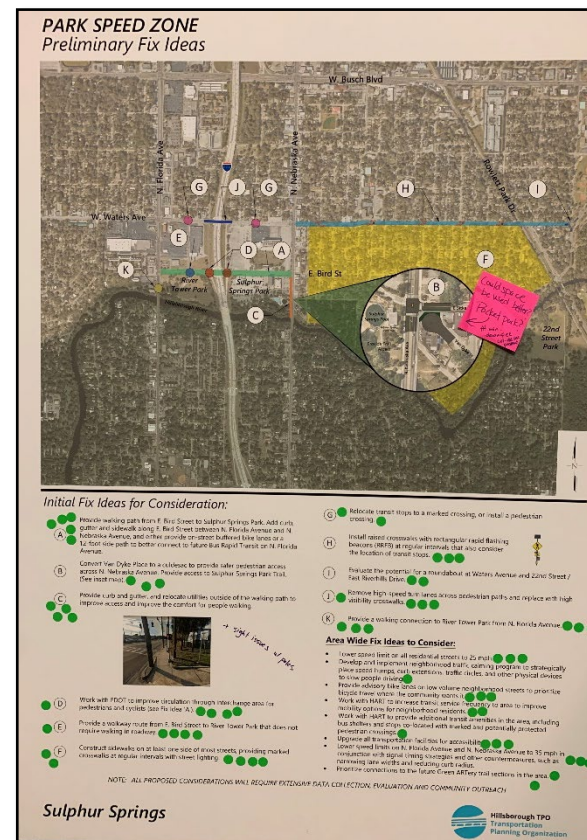 PARK SPEED ZONE
Preliminary Fix Ideas
W. Busch Blvd
N. Florida Ave
N. Nebraska Ave
Rowlett Park Dr
G
J
G
H
I
W. Waters Ave
E
D
A
F
K
River Tower Park
Sulphur Springs Park
E. Bird St
B
C
Could space be used better?
Pocket park?
22nd Street Park
N
Initial Fix Ideas for Consideration:
A
Provide walking path from E. Bird Street to Sulphur Springs Park. Add curb,
gutter and sidewalk along E. Bird Street between N. Florida Avenue and N.
Nebraska Avenue, and either provide on-street buffered bike lanes or a
12-foot side path to better connect to future Bus Rapid Transit on N. Florida
Avenue.
B
Convert Van Dyke Place to a culdesac to provide safer pedestrian access
across N. Nebraska Avenue. Provide access to Sulphur Springs Park Trail.
(See inset map)
C
Provide curb and gutter, and relocate utilities outside of the walking path to
improve access and improve the comfort for people walking.
→ sight issues w/ poles
D
Work with FDOT to improve circulation through interchange area for
pedestrians and cyclists (see Fix Idea 'A').
E
Provide a walkway route from E. Bird Street to River Tower Park that does not
require walking in roadway.
F
Construct sidewalks on at least one side of most streets, providing marked
crosswalks at regular intervals with street lighting.
G
Relocate transit stops to a marked crossing, or install a pedestrian
crossing.
H
Install raised crosswalks with rectangular rapid flashing
beacons (RRFB) at regular intervals that also consider
the location of transit stops.
I
Evaluate the potential for a roundabout at Waters Avenue and 22nd Street /
East Riverhills Drive.
J
Remove high-speed turn lanes across pedestrian paths and replace with high
visibility crosswalks.
K
Provide a walking connection to River Tower Park from N. Florida Avenue.
Area Wide Fix Ideas to Consider:
• Lower speed limit on all residential streets to 25 mph
• Develop and implement neighborhood traffic calming program to strategically
place speed humps, curb extensions, traffic circles, and other physical devices
to slow people driving
• Provide advisory bike lanes on low volume neighborhood streets to prioritize
bicycle travel where the community wants it
• Work with HART to increase transit service frequency to area to improve
mobility options for neighborhood residents
• Work with HART to provide additional transit amenities in the area, including
bus shelters and stops co-located with marked and potentially protected
pedestrian crossings
• Upgrade all transportation facilities for accessibility
• Lower speed limits on N. Florida Avenue and N. Nebraska Avenue to 35 mph in
conjunction with signal timing strategies and other countermeasures, such as
narrowing lane widths and reducing curb radius.
• Prioritize connections to the future Green ARTery trail sections in the area
NOTE: ALL PROPOSED CONSIDERATIONS WILL REQUIRE EXTENSIVE DATA COLLECTION, EVALUATION AND COMMUNITY OUTREACH
Sulphur Springs
Hillsborough TPO
Transportation
Planning Organization